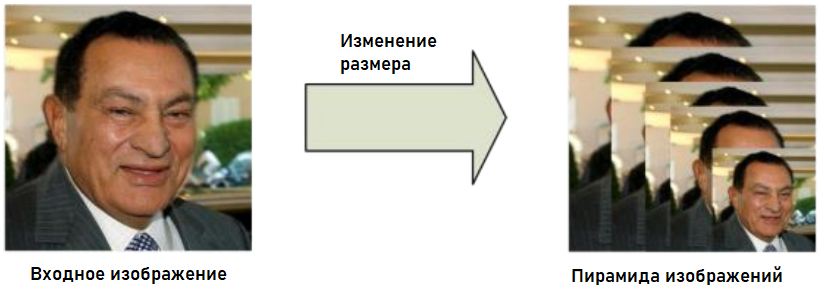 Изменение
размера
Входное изображение
Пирамида изображений